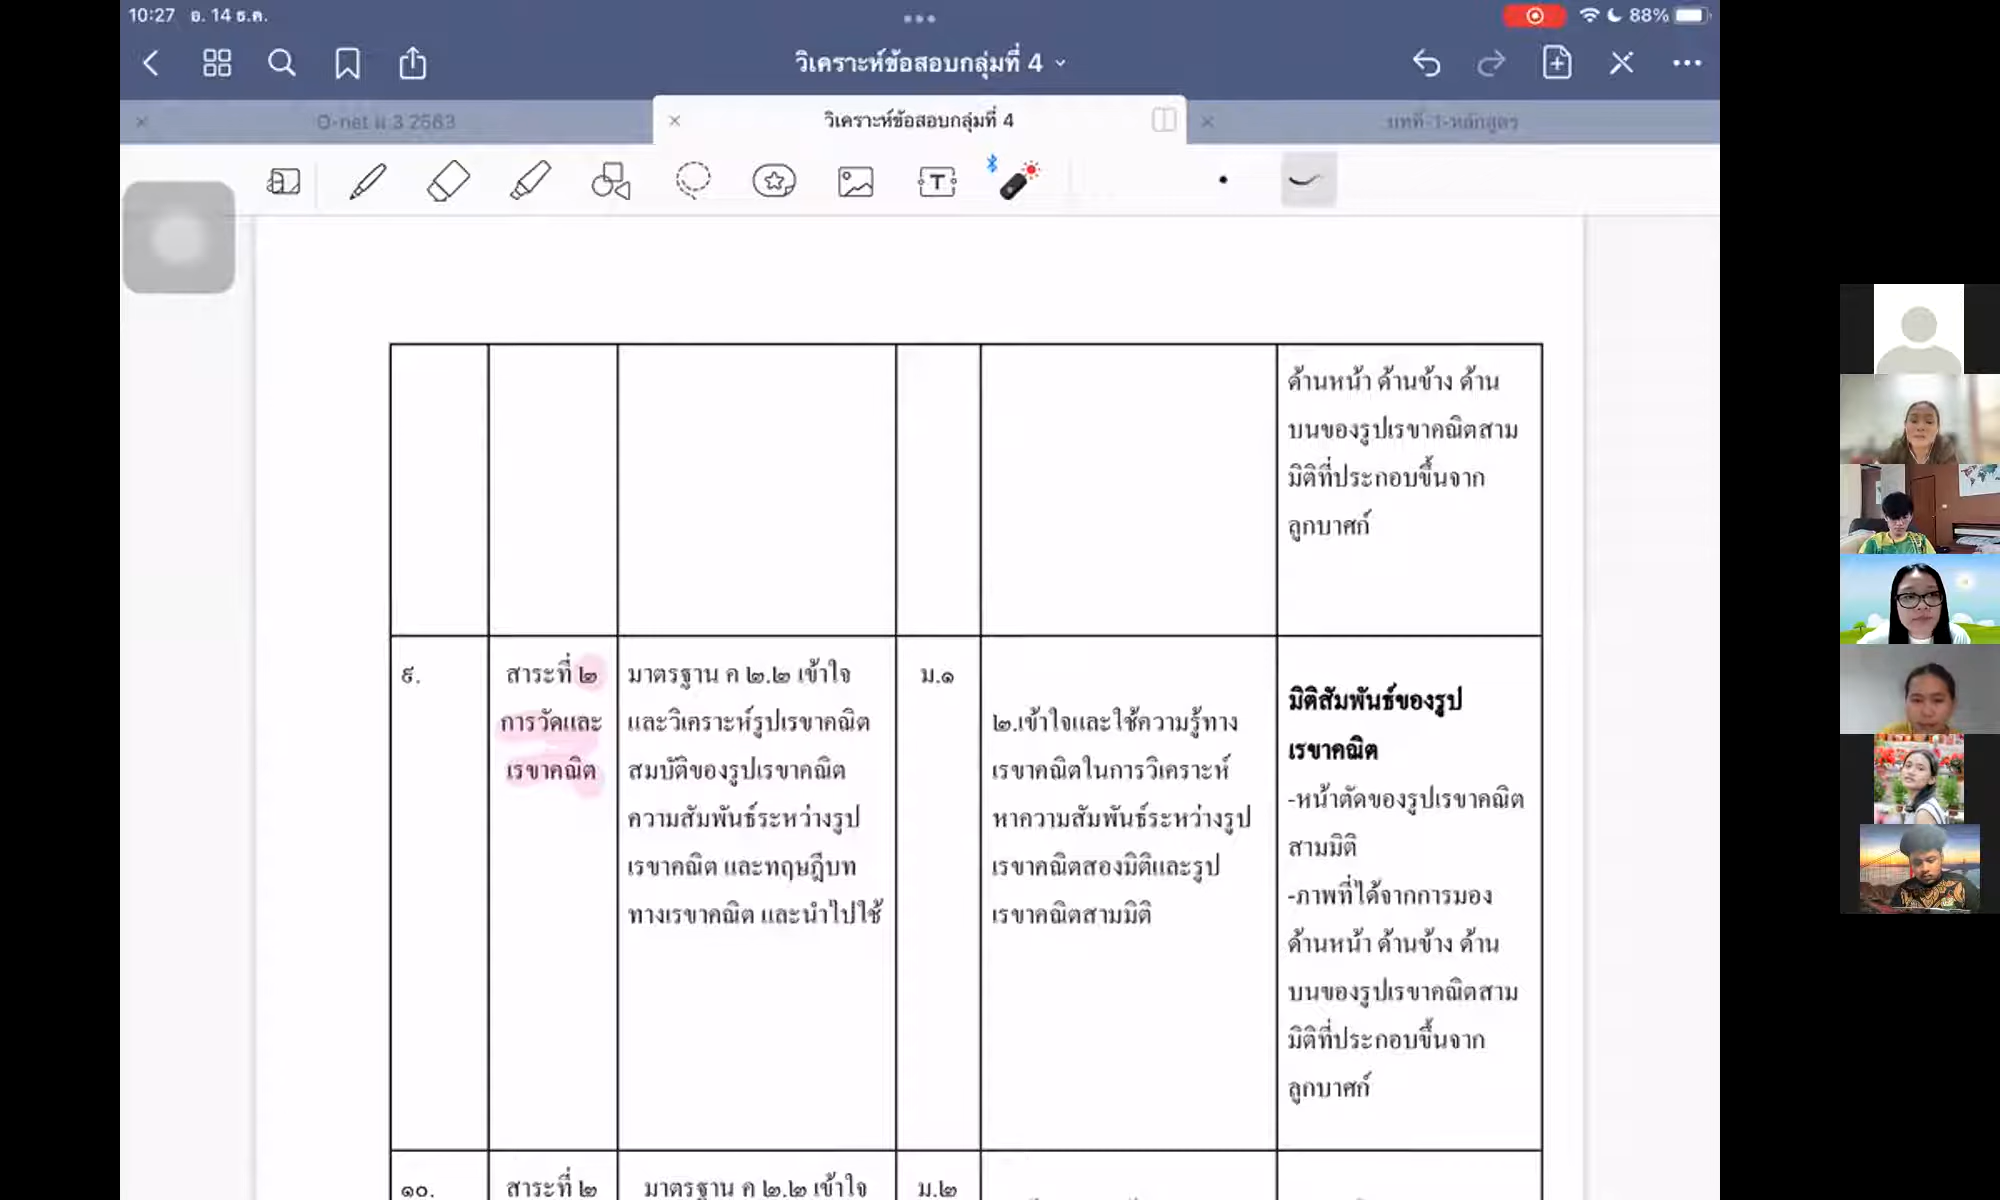 10:27 อ. 14 ธ.ค.
88%
วิเคราะห์ข้อสอบกลุ่มที่ 4
O-net ม 3 2563
วิเคราะห์ข้อสอบกลุ่มที่ 4
บทที่-1-หลักสูตร
T
ด้านหน้า ด้านข้าง ด้าน
บนของรูปเรขาคณิตสาม
มิติที่ประกอบขึ้นจาก
ลูกบาศก์
๙.
สาระที่ ๒
การวัดและ
เรขาคณิต
มาตรฐาน ค ๒.๒ เข้าใจ
และวิเคราะห์รูปเรขาคณิต
สมบัติของรูปเรขาคณิต
ความสัมพันธ์ระหว่างรูป
เรขาคณิต และทฤษฎีบท
ทางเรขาคณิต และนำไปใช้
ม.๑
๒.เข้าใจและใช้ความรู้ทาง
เรขาคณิตในการวิเคราะห์
หาความสัมพันธ์ระหว่างรูป
เรขาคณิตสองมิติและรูป
เรขาคณิตสามมิติ
มิติสัมพันธ์ของรูป
เรขาคณิต
-หน้าตัดของรูปเรขาคณิต
สามมิติ
-ภาพที่ได้จากการมอง
ด้านหน้า ด้านข้าง ด้าน
บนของรูปเรขาคณิตสาม
มิติที่ประกอบขึ้นจาก
ลูกบาศก์
๑๐.
สาระที่ ๒
มาตรฐาน ค ๒.๒ เข้าใจ
ม.๒